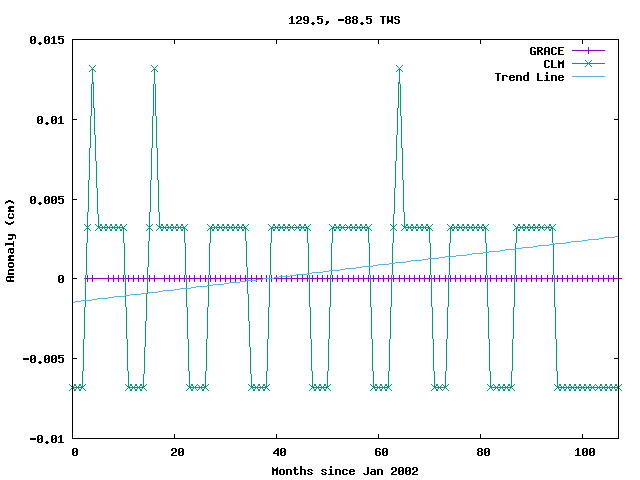 129.5, -88.5 TWS
GRACE
CLM
Trend Line
0.015
0.01
0.005
0
-0.005
-0.01
Anomaly (cm)
0 20 40 60 80 100
Months since Jan 2002